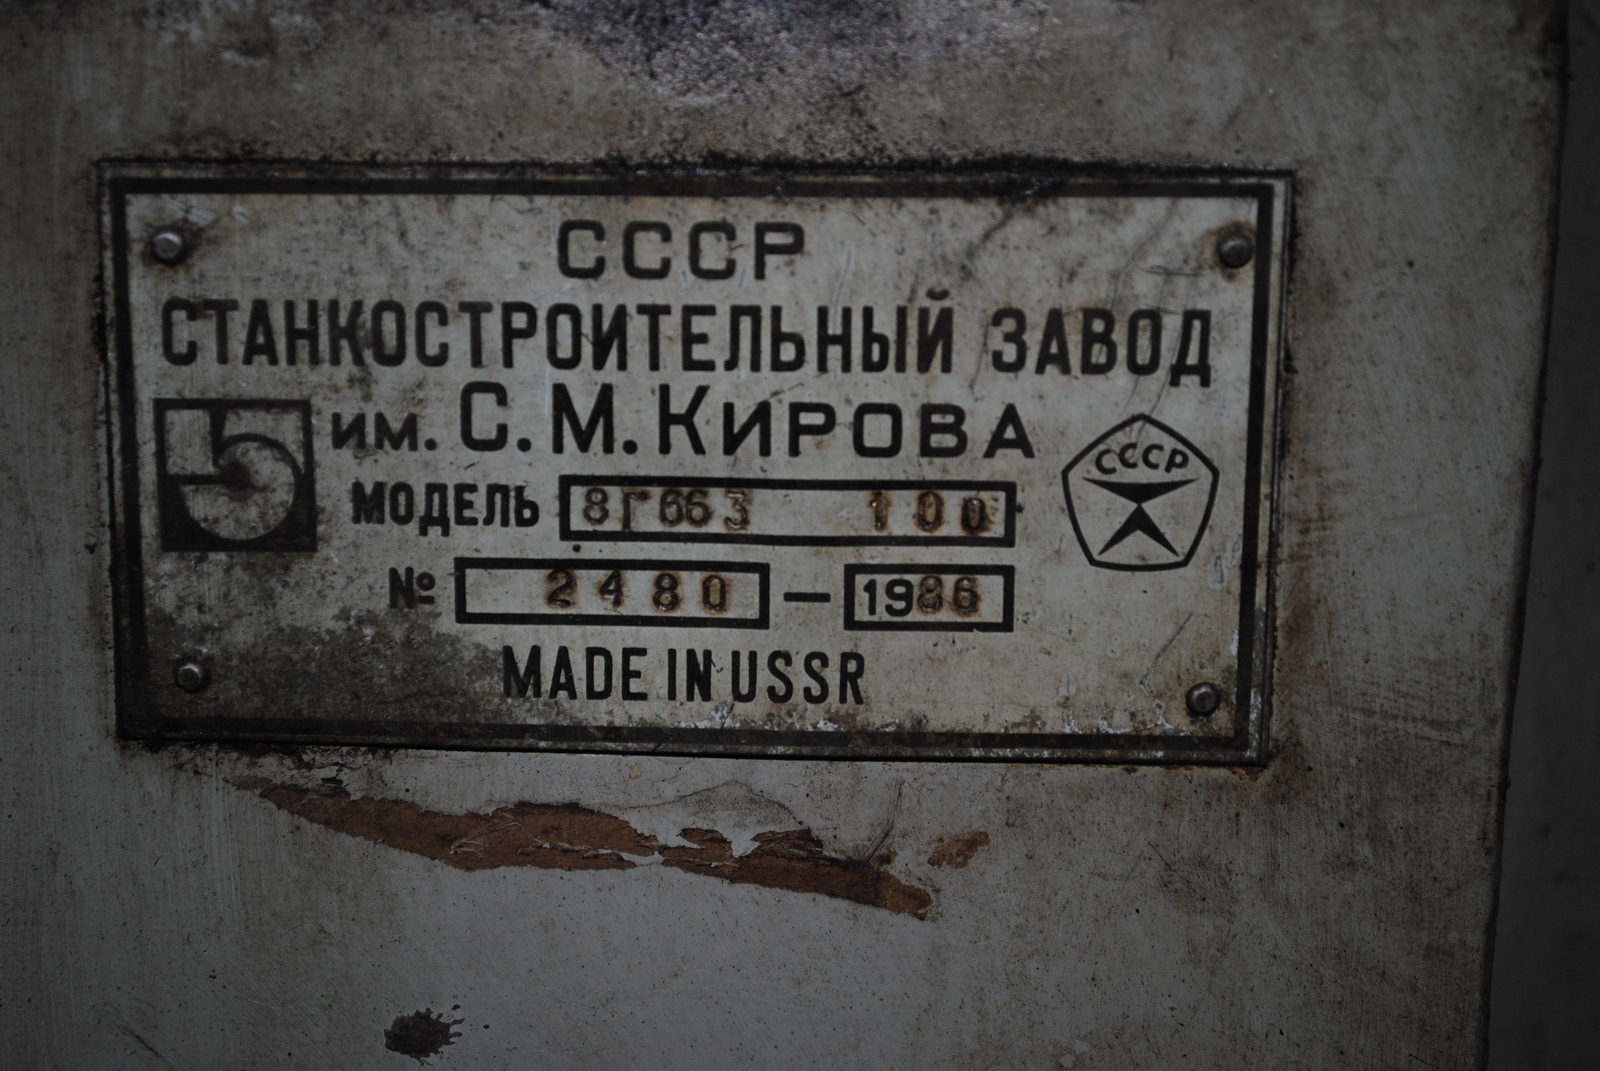 СССР
СТАНКОСТРОИТЕЛЬНЫЙ ЗАВОД
им. С. М. КИРОВА
МОДЕЛЬ 8Г663 100
СССР
№ 2480 — 1986
MADE IN USSR